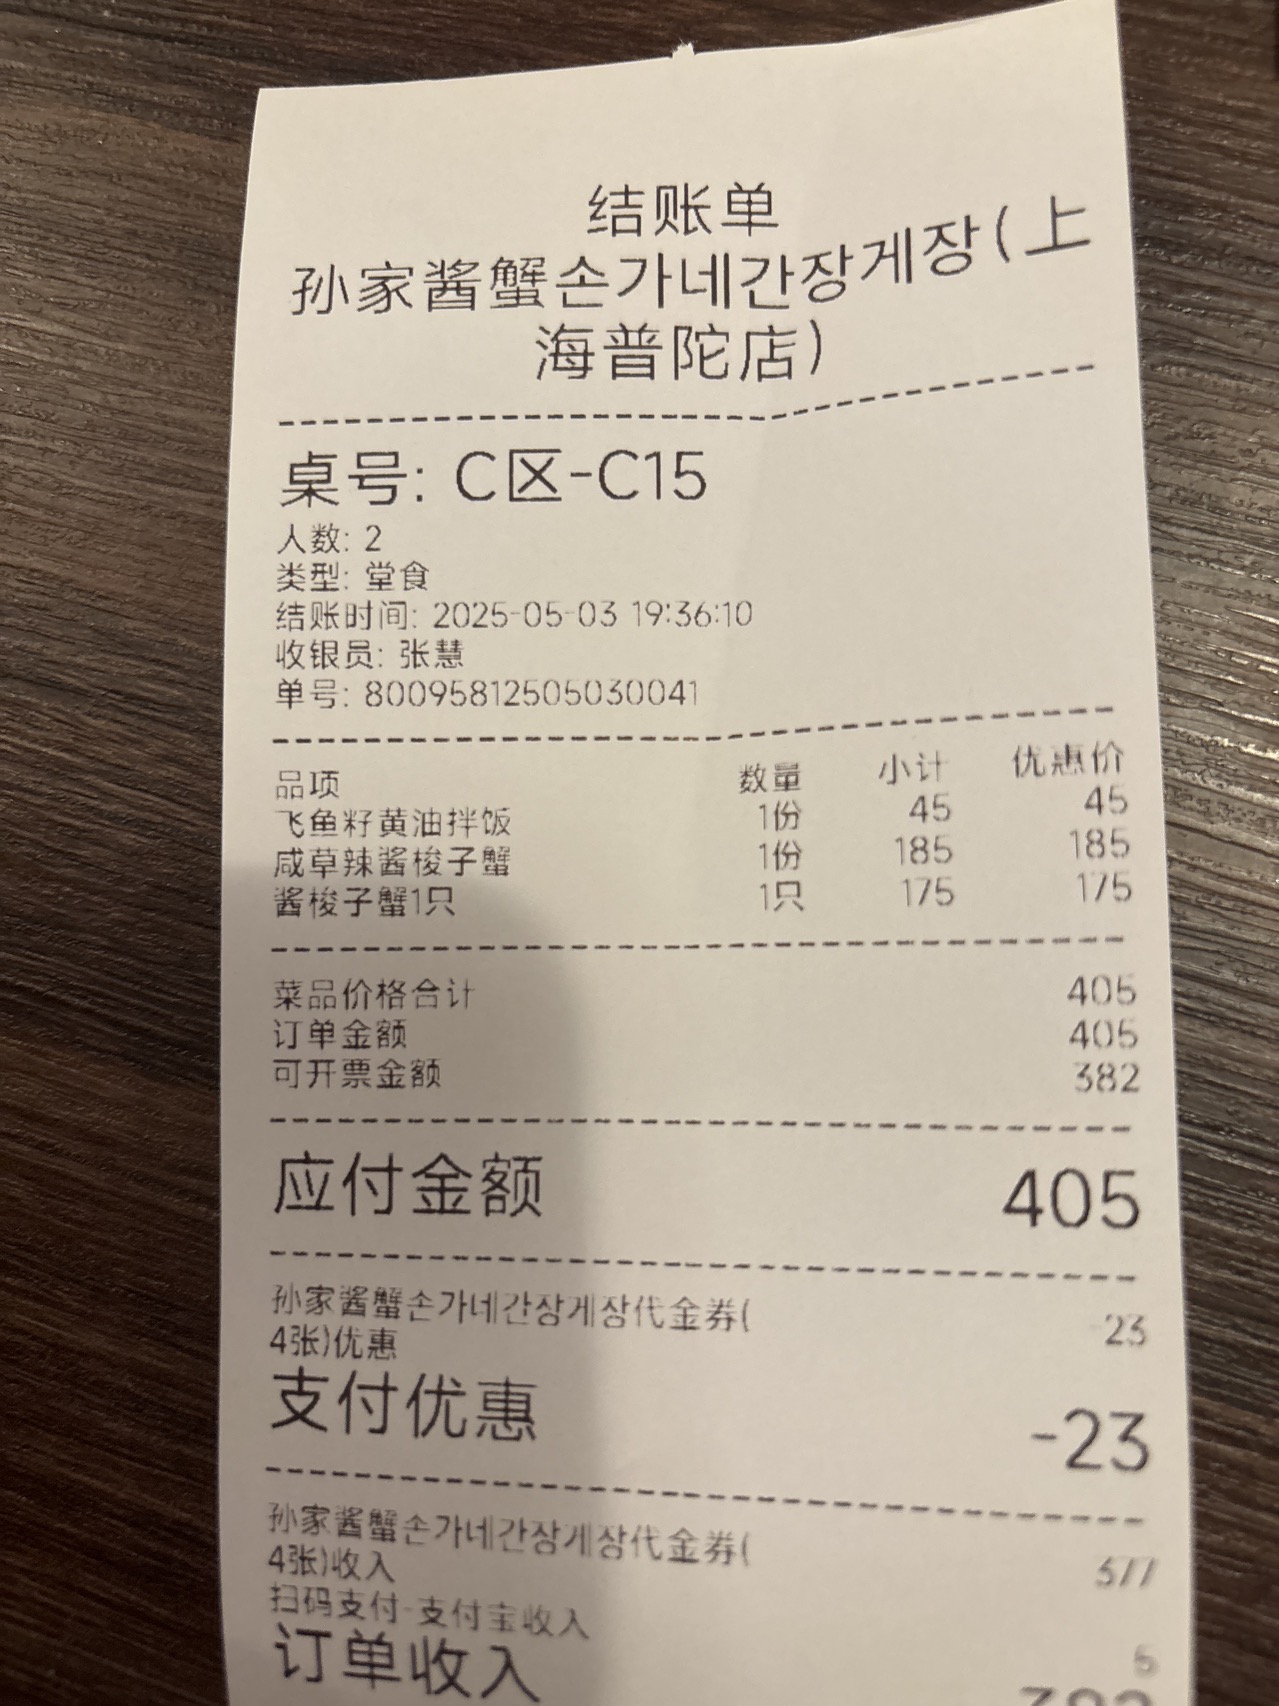 结账单
孙家酱蟹손가네간장게장(上
海普陀店)
桌号: C区-C15
人数: 2
类型: 堂食
结账时间: 2025-05-03 19:36:10
收银员: 张慧
单号: 80095812505030041
品项 数量 小计 优惠价
飞鱼籽黄油拌饭 1份 45 45
咸草辣酱梭子蟹 1份 185 185
酱梭子蟹1只 1只 175 175
菜品价格合计 405
订单金额 405
可开票金额 382
应付金额 405
孙家酱蟹손가네간장게장代金券( -23
4张)优惠
支付优惠 -23
孙家酱蟹손가네간장게장代金券( 377
4张)收入
扫码支付-支付宝收入 5
订单收入 382